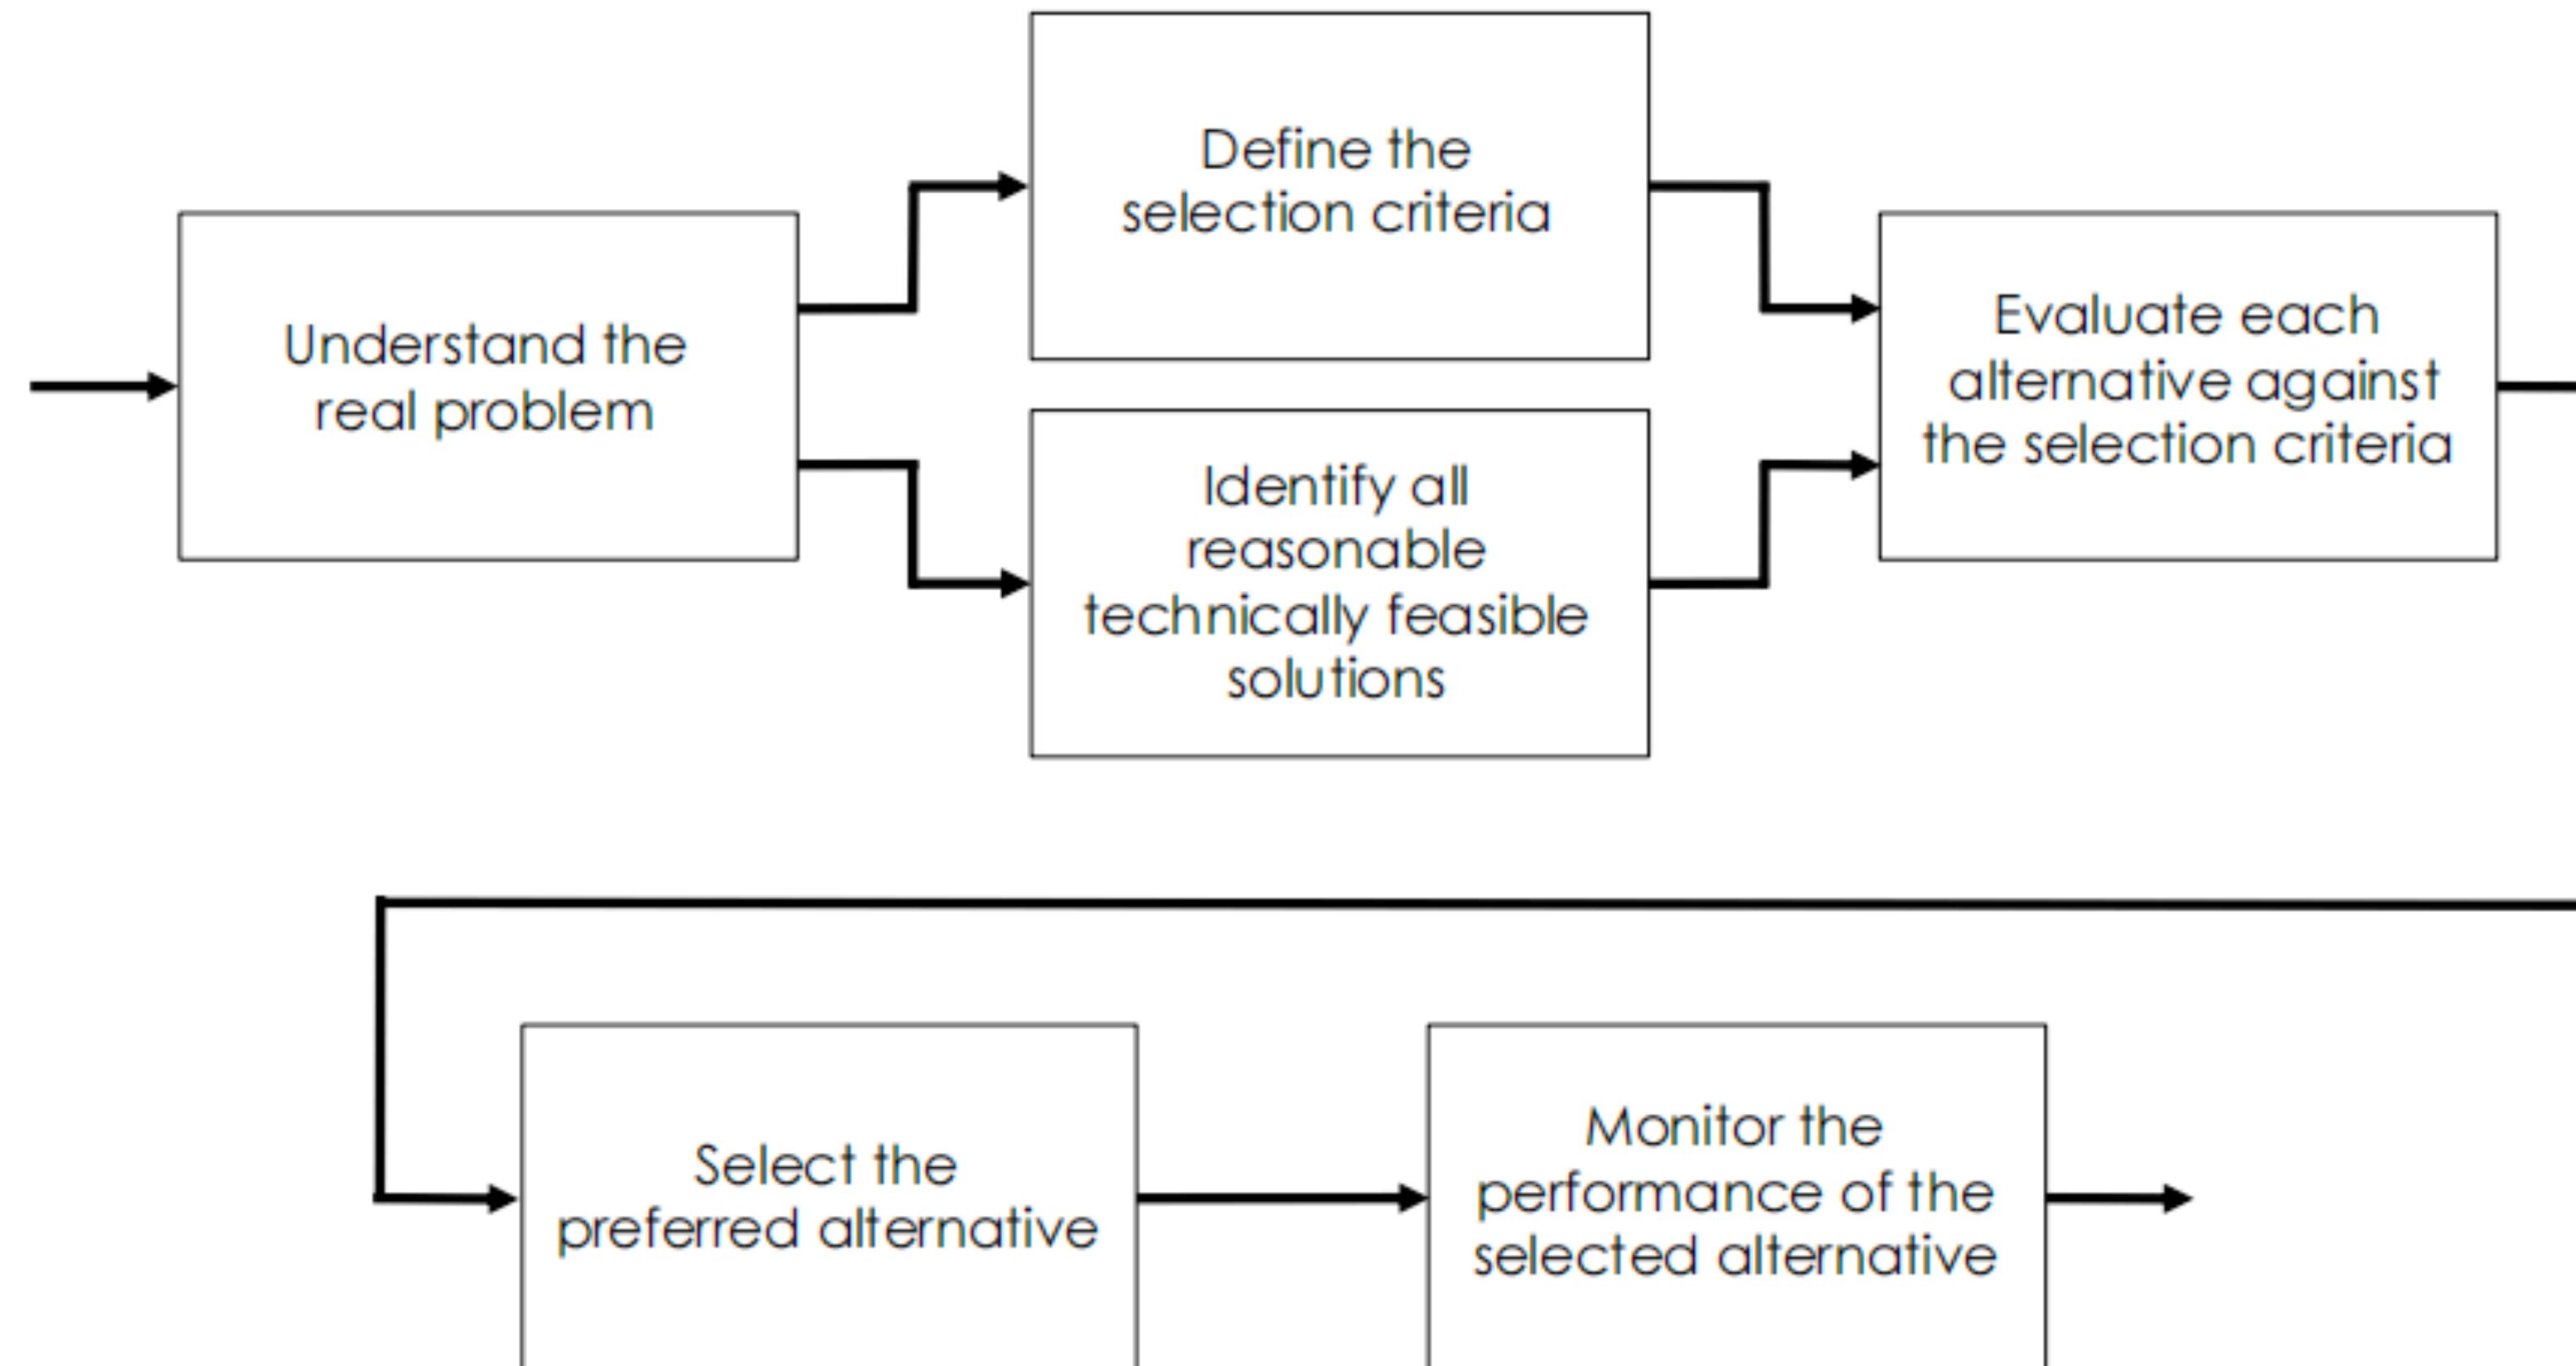 Understand the
real problem
Define the
selection criteria
Identify all
reasonable
technically feasible
solutions
Evaluate each
alternative against
the selection criteria
Select the
preferred alternative
Monitor the
performance of the
selected alternative